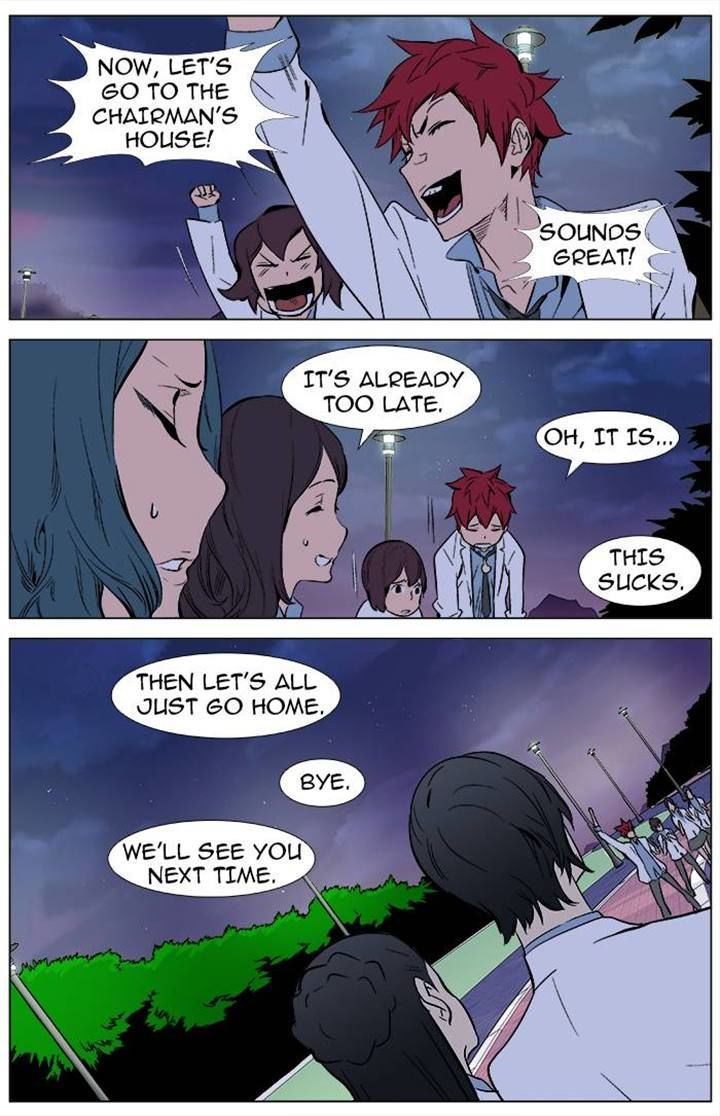 NOW, LET'S
GO TO THE
CHAIRMAN'S
HOUSE!
SOUNDS
GREAT!
IT'S ALREADY
TOO LATE.
OH, IT IS...
THIS
SUCKS.
THEN LET'S ALL
JUST GO HOME.
BYE.
WE'LL SEE YOU
NEXT TIME.